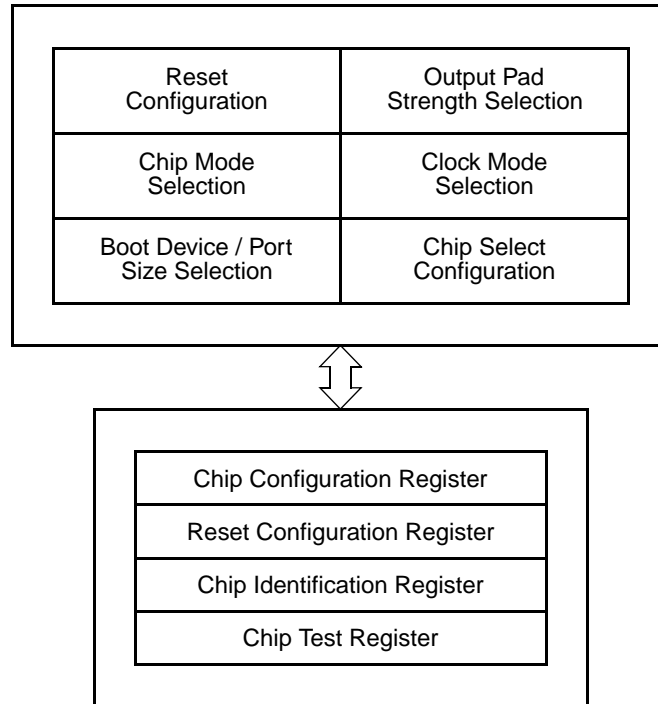 Reset
Configuration
Output Pad
Strength Selection
Chip Mode
Selection
Clock Mode
Selection
Boot Device / Port
Size Selection
Chip Select
Configuration
Chip Configuration Register
Reset Configuration Register
Chip Identification Register
Chip Test Register